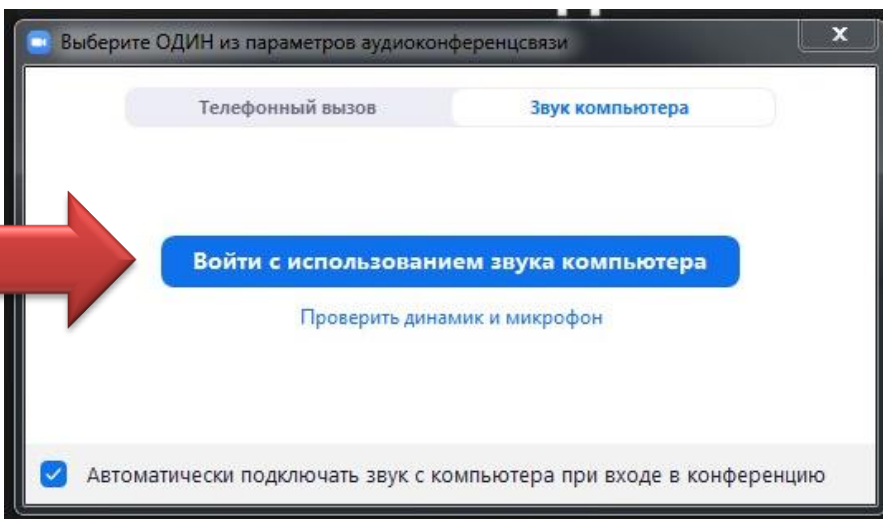 Выберите ОДИН из параметров аудиоконференцсвязи
Телефонный вызов
Звук компьютера
Войти с использованием звука компьютера
Проверить динамик и микрофон
Автоматически подключать звук с компьютера при входе в конференцию